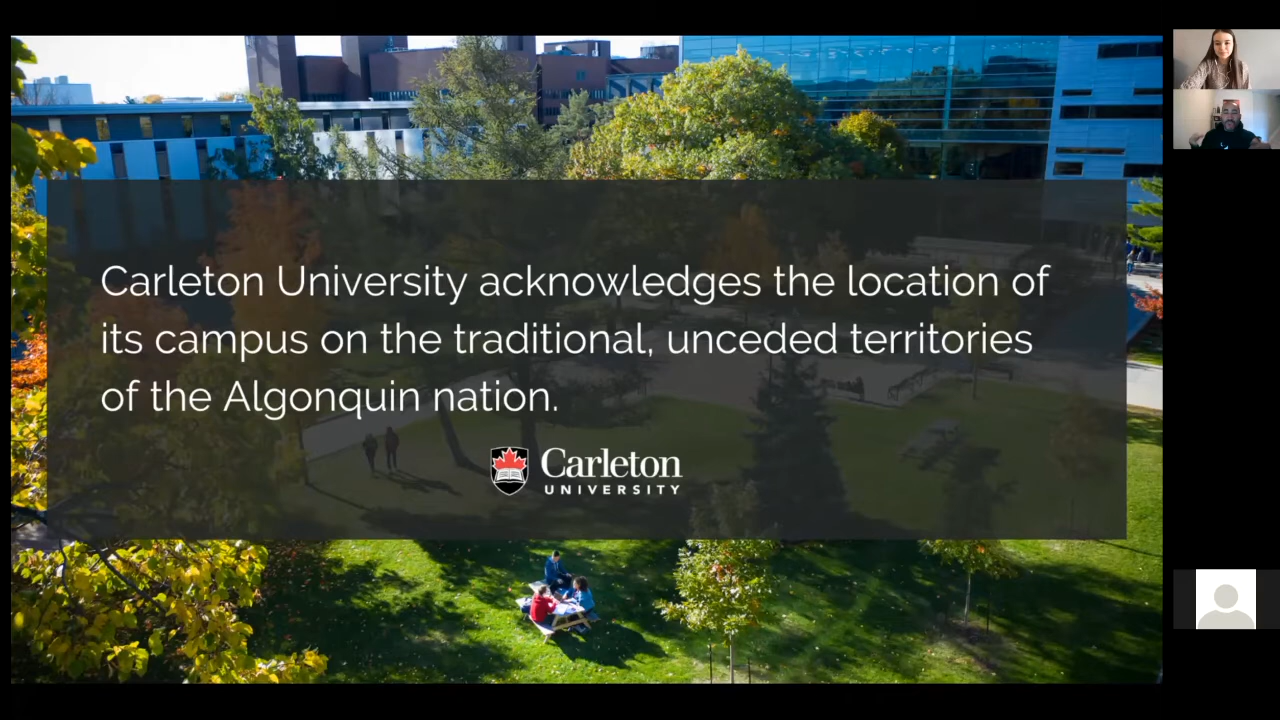 Carleton University acknowledges the location of
its campus on the traditional, unceded territories
of the Algonquin nation.
Carleton
UNIVERSITY